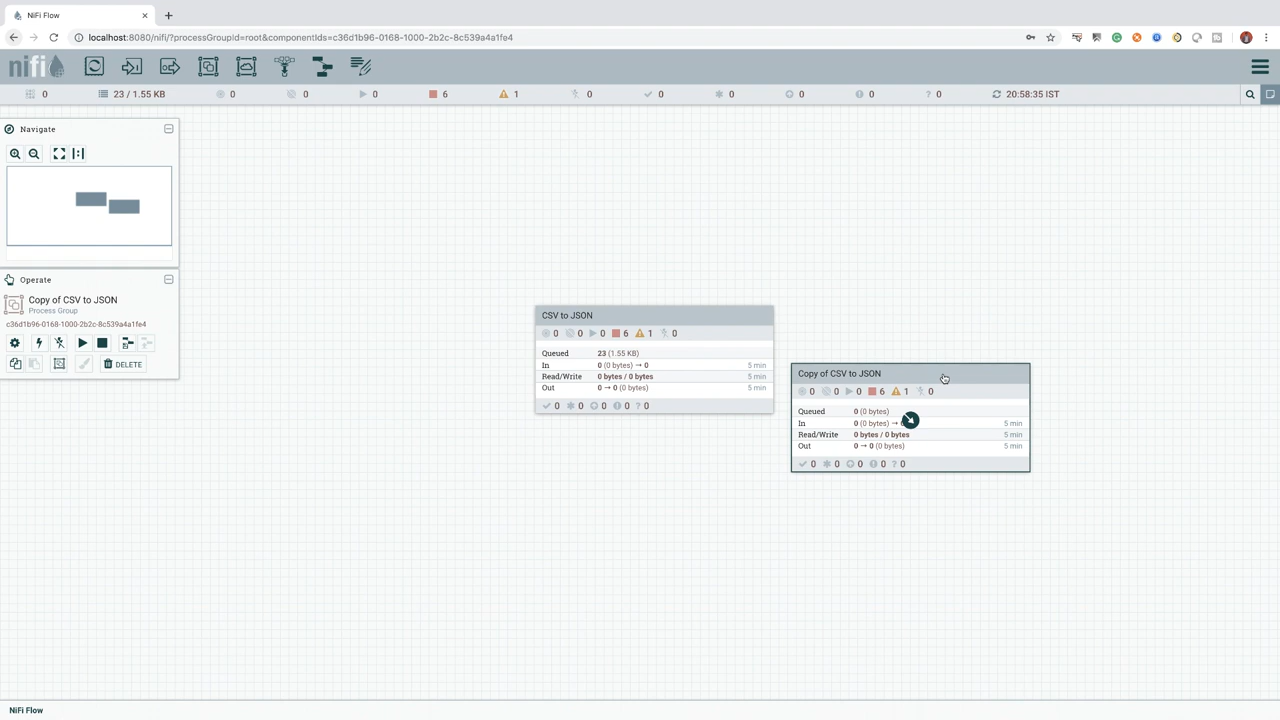 NiFi Flow
localhost:8080/nifi/?processGroupId=root&componentIds=c36d1b96-0168-1000-2b2c-8c539a4a1fe4
nifi
0 23 / 1.55 KB 0 0 0 6 1 0 0 0 0 0 ? 0 20:58:35 IST
Navigate
Operate
Copy of CSV to JSON
Process Group
c36d1b96-0168-1000-2b2c-8c539a4a1fe4
DELETE
CSV to JSON
0 0 0 6 1 0
Queued 23 (1.55 KB)
In 0 (0 bytes) → 0 5 min
Read/Write 0 bytes / 0 bytes 5 min
Out 0 → 0 (0 bytes) 5 min
0 0 0 0 ? 0
Copy of CSV to JSON
0 0 0 6 1 0
Queued 0 (0 bytes)
In 0 (0 bytes) → 5 min
Read/Write 0 bytes / 0 bytes 5 min
Out 0 → 0 (0 bytes) 5 min
0 0 0 0 ? 0
NiFi Flow